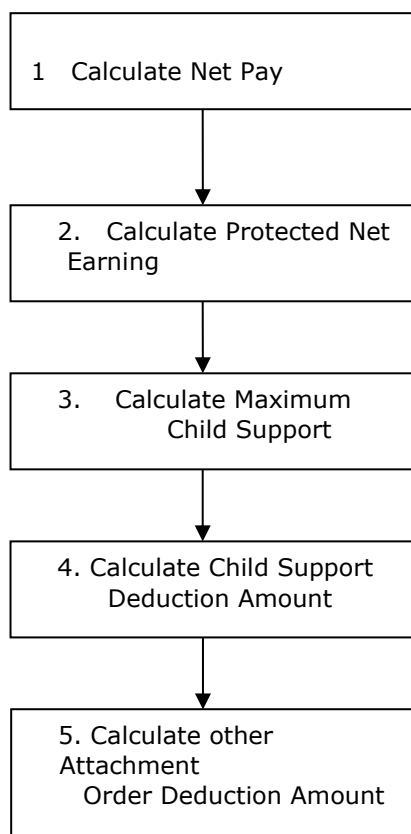 1 Calculate Net Pay
2. Calculate Protected Net
Earning
3. Calculate Maximum
Child Support
4. Calculate Child Support
Deduction Amount
5. Calculate other
Attachment
Order Deduction Amount